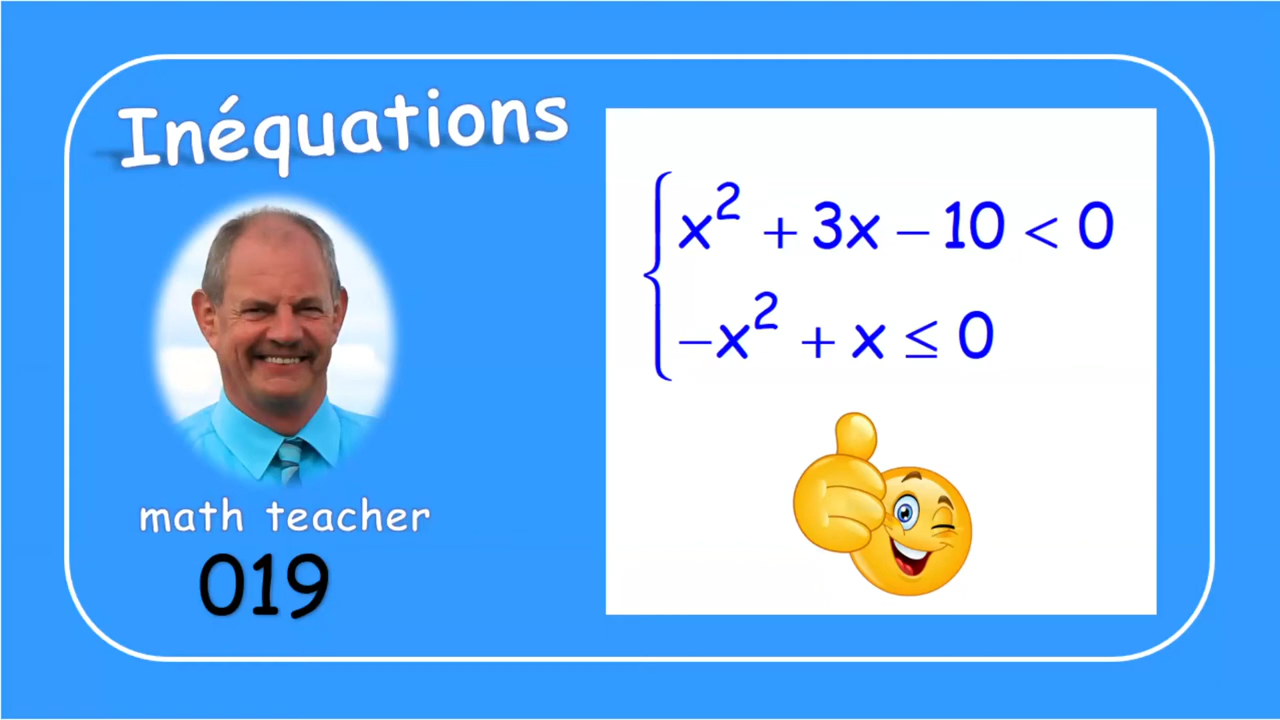 Inéquations
x² + 3x − 10 < 0
−x² + x ≤ 0
math teacher
019